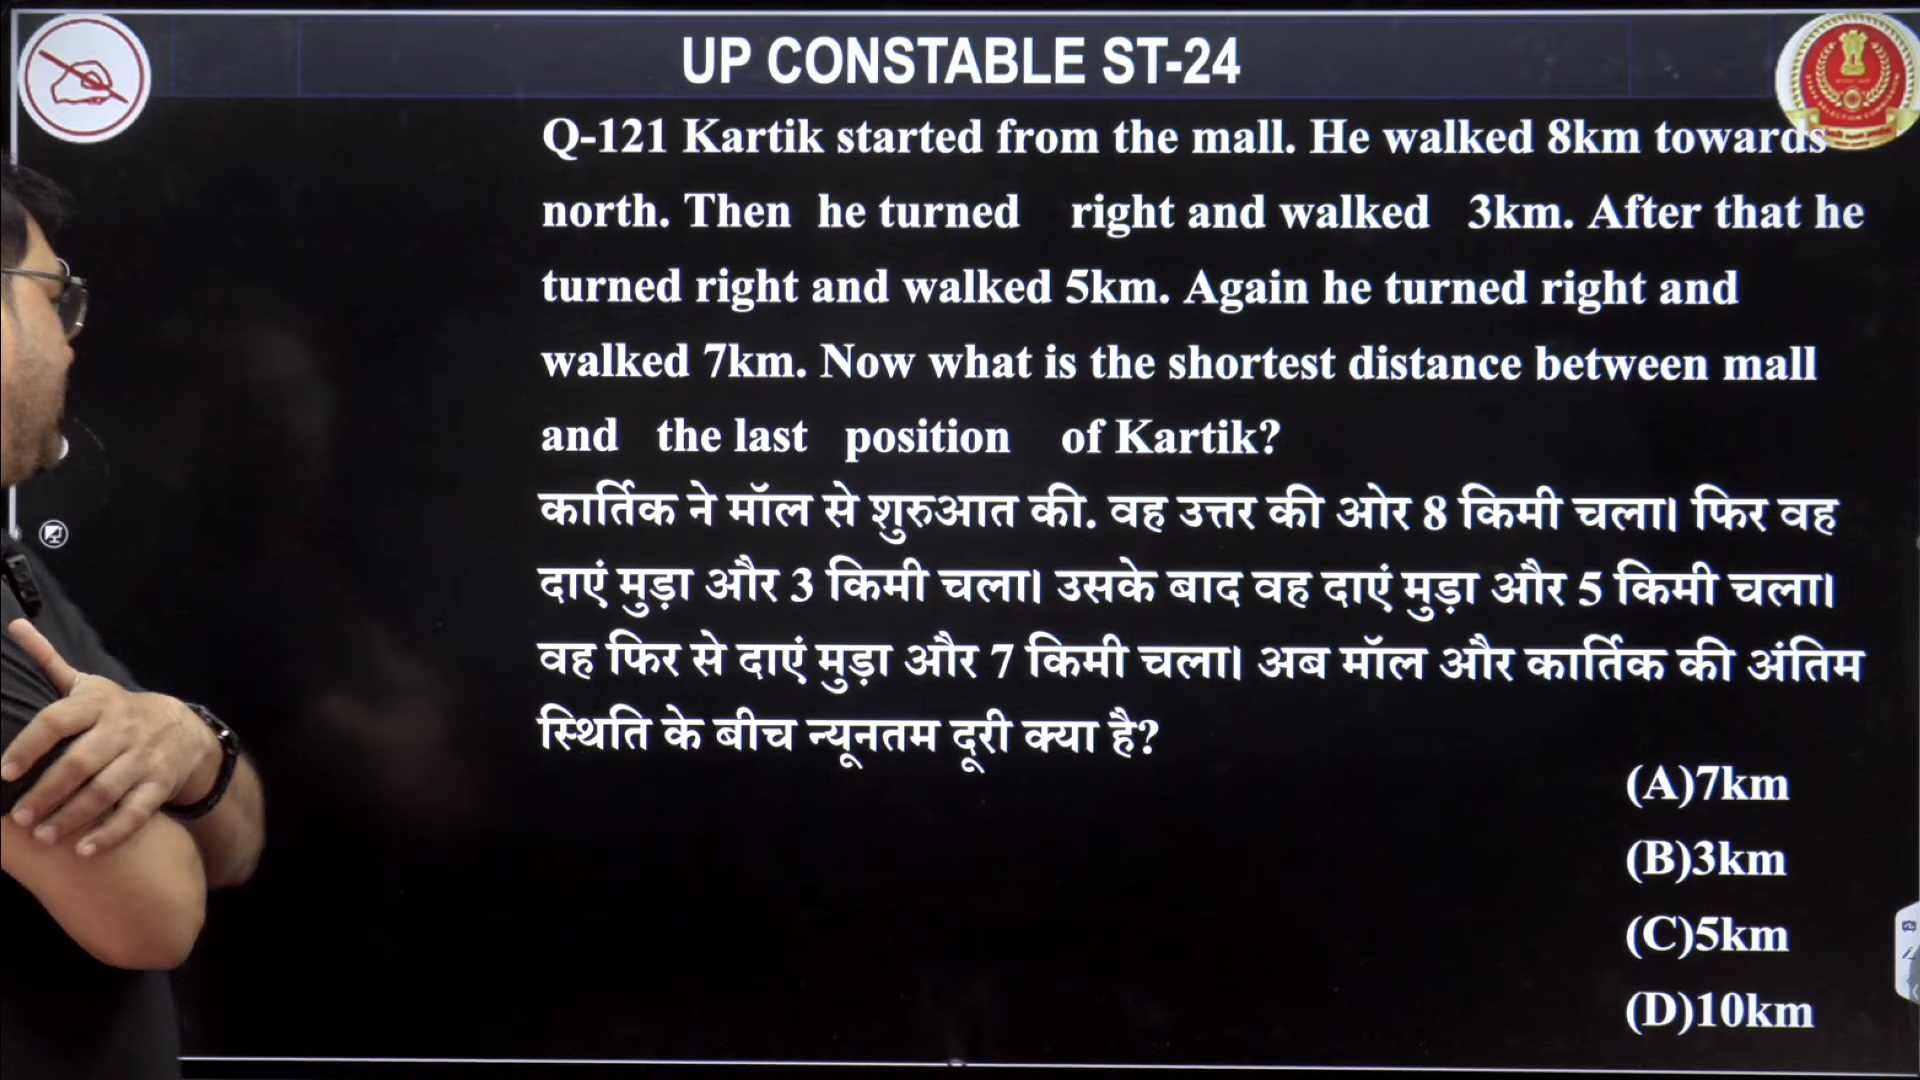 UP CONSTABLE ST-24
Q-121 Kartik started from the mall. He walked 8km towards
north. Then he turned right and walked 3km. After that he
turned right and walked 5km. Again he turned right and
walked 7km. Now what is the shortest distance between mall
and the last position of Kartik?
कार्तिक ने मॉल से शुरुआत की. वह उत्तर की ओर 8 किमी चला। फिर वह
दाएं मुड़ा और 3 किमी चला। उसके बाद वह दाएं मुड़ा और 5 किमी चला।
वह फिर से दाएं मुड़ा और 7 किमी चला। अब मॉल और कार्तिक की अंतिम
स्थिति के बीच न्यूनतम दूरी क्या है?
(A)7km
(B)3km
(C)5km
(D)10km